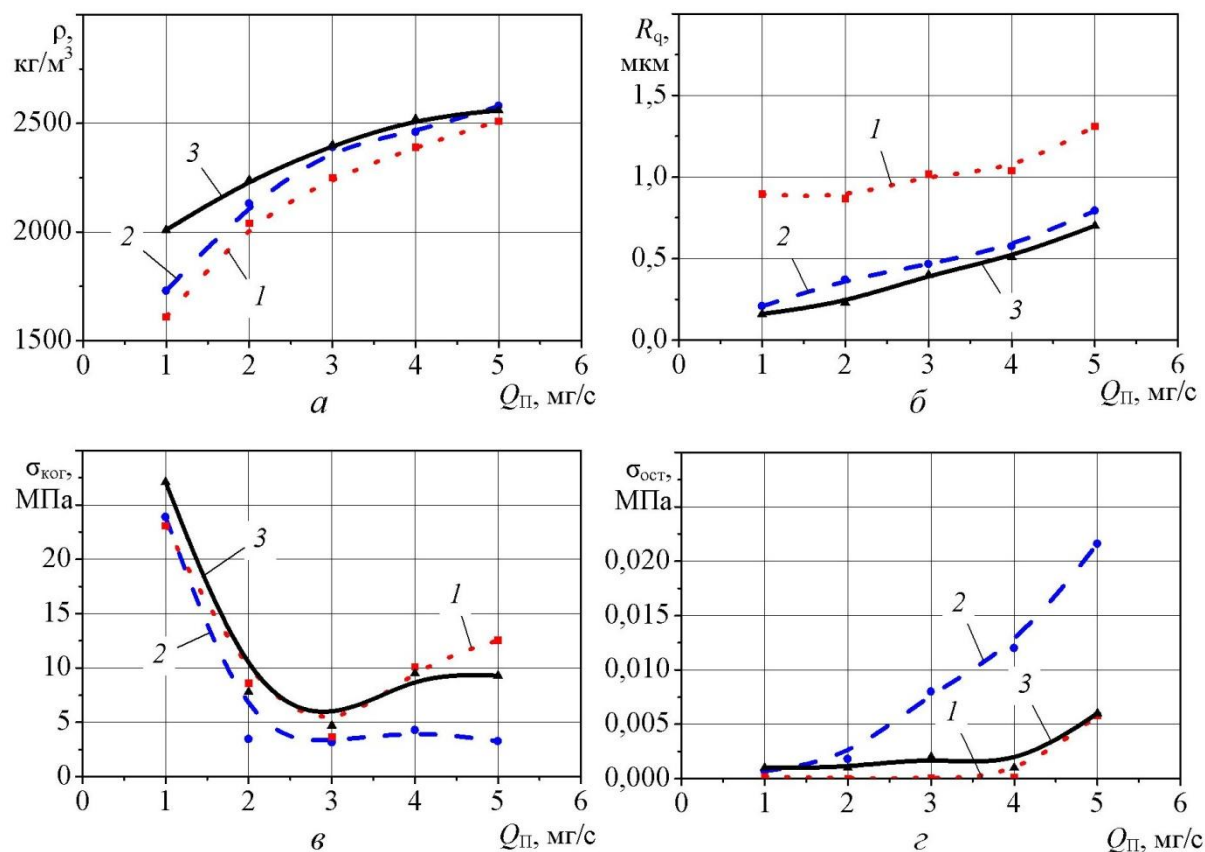 ρ,
кг/м³
2500
2000
1500
0 1 2 3 4 5 6
3
2
1
Q_П, мг/с
а
R_q,
мкм
1,5
1,0
0,5
0,0
0 1 2 3 4 5 6
1
2
3
Q_П, мг/с
б
σ_ког,
МПа
20
15
10
5
0
0 1 2 3 4 5 6
3
1
2
Q_П, мг/с
в
σ_ост,
МПа
0,020
0,015
0,010
0,005
0,000
0 1 2 3 4 5 6
2
3
1
Q_П, мг/с
г